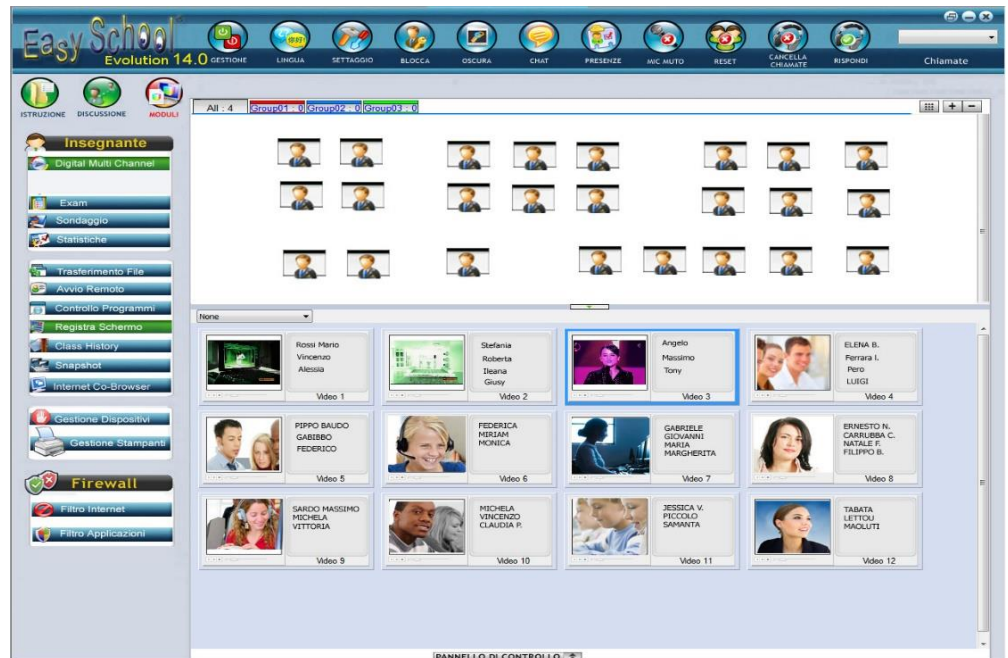 Easy School
Evolution 14.0
GESTIONE
LINGUA
SETTAGGIO
BLOCCA
OSCURA
CHAT
PRESENZE
MIC MUTO
RESET
CANCELLA
CHIAMATE
RISPONDI
Chiamate
ISTRUZIONE
DISCUSSIONE
NODULI
All : 4
Group01 : 0
Group02 : 0
Group03 : 0
Insegnante
Digital Multi Channel
Exam
Sondaggio
Statistiche
Trasferimento File
Avvio Remoto
Controllo Programmi
Registra Schermo
Class History
Snapshot
Internet Co-Browser
Gestione Dispositivi
Gestione Stampanti
Firewall
Filtro Internet
Filtro Applicazioni
None
Rossi Mario
Vincenzo
Alessia
Video 1
Stefania
Roberta
Ileana
Giusy
Video 2
Angelo
Massimo
Tony
Video 3
ELENA B.
Ferrara I.
Pero
LUIGI
Video 4
PIPPO BAUDO
GABIBBO
FEDERICO
Video 5
FEDERICA
MIRIAM
MONICA
Video 6
GABRIELE
GIOVANNI
MARIA
MARGHERITA
Video 7
ERNESTO N.
CARRUBBA C.
NATALE F.
FILIPPO B.
Video 8
SARDO MASSIMO
MICHELA
VITTORIA
Video 9
MICHELA
VINCENZO
CLAUDIA P.
Video 10
JESSICA V.
PICCOLO
SAMANTA
Video 11
TABATA
LETTOU
MAOLUTI
Video 12
PANNELLO DI CONTROLLO